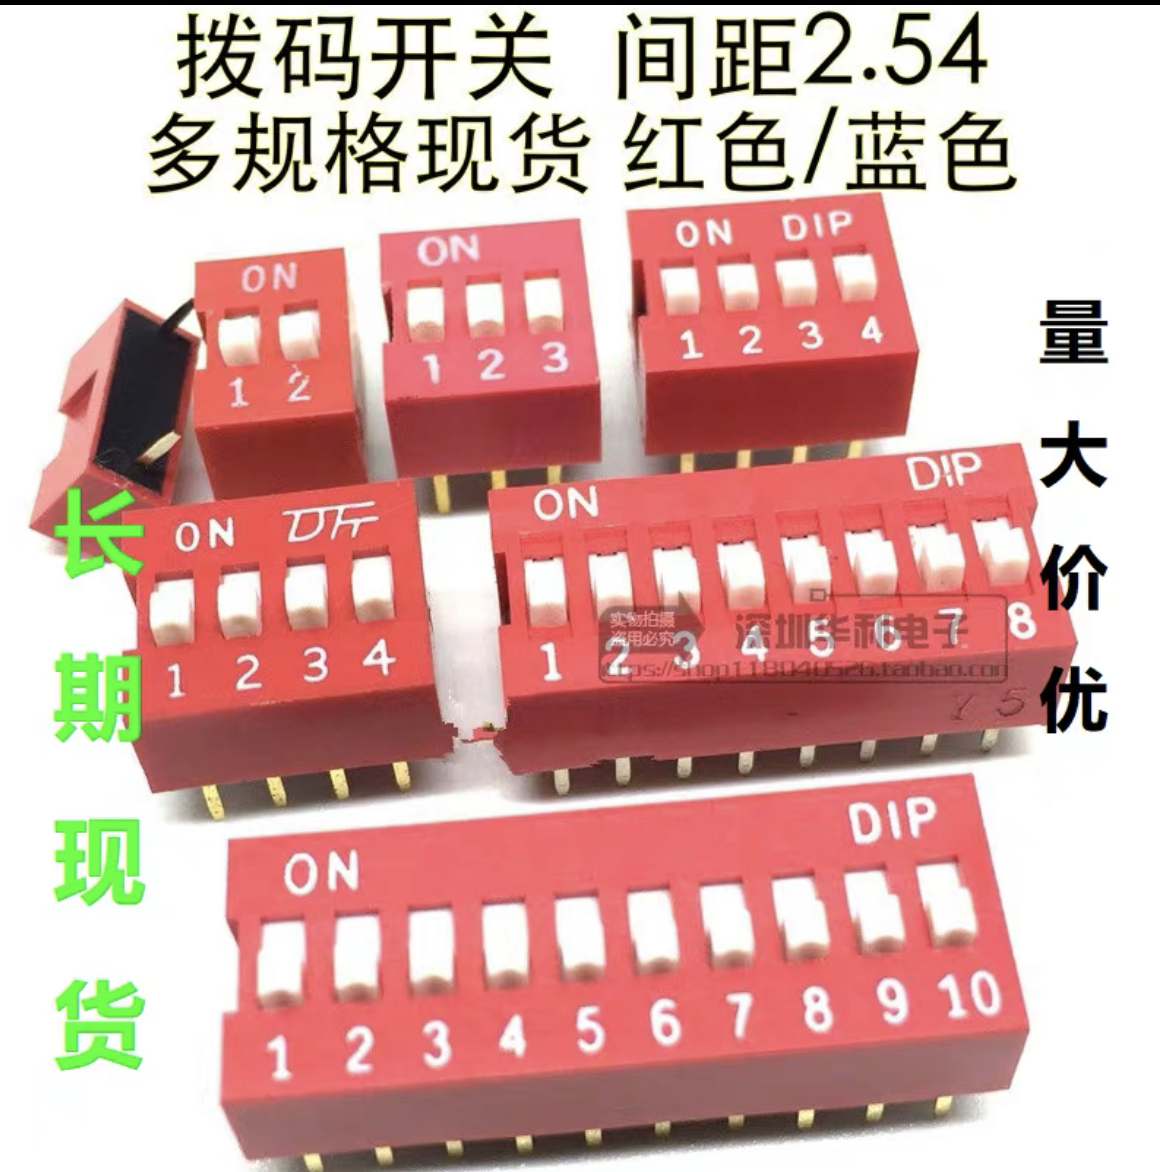 拨码开关 间距2.54
多规格现货 红色/蓝色
ON
1 2
ON
1 2 3
ON DIP
1 2 3 4
量大价优
长期现货
ON
1 2 3 4
ON DIP
1 2 3 4 5 6 7 8
实物拍摄
盗用必究
深圳华利电子
Y 5
ON DIP
1 2 3 4 5 6 7 8 9 10